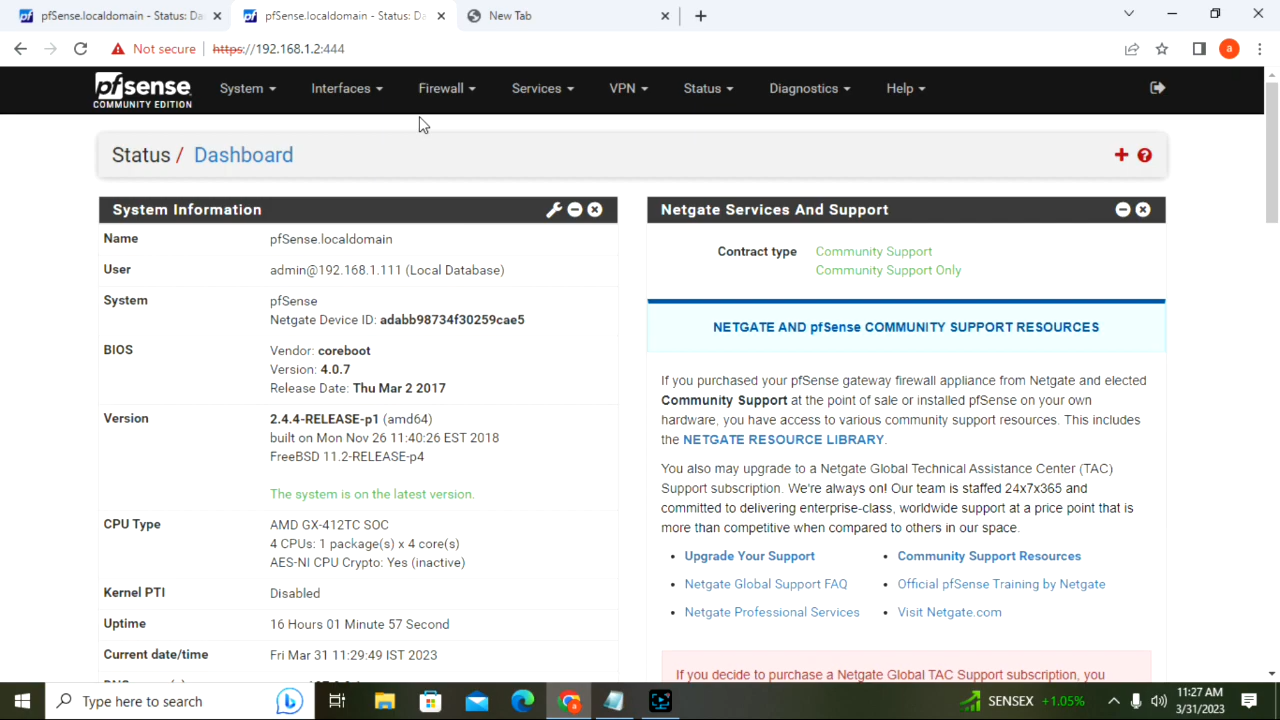 pfSense.localdomain - Status: Da
pfSense.localdomain - Status: Da
New Tab
Not secure
https://192.168.1.2:444
a
pfsense
COMMUNITY EDITION
System
Interfaces
Firewall
Services
VPN
Status
Diagnostics
Help
Status / Dashboard
System Information
Name
pfSense.localdomain
User
admin@192.168.1.111 (Local Database)
System
pfSense
Netgate Device ID: adabb98734f30259cae5
BIOS
Vendor: coreboot
Version: 4.0.7
Release Date: Thu Mar 2 2017
Version
2.4.4-RELEASE-p1 (amd64)
built on Mon Nov 26 11:40:26 EST 2018
FreeBSD 11.2-RELEASE-p4
The system is on the latest version.
CPU Type
AMD GX-412TC SOC
4 CPUs: 1 package(s) x 4 core(s)
AES-NI CPU Crypto: Yes (inactive)
Kernel PTI
Disabled
Uptime
16 Hours 01 Minute 57 Second
Current date/time
Fri Mar 31 11:29:49 IST 2023
Netgate Services And Support
Contract type
Community Support
Community Support Only
NETGATE AND pfSense COMMUNITY SUPPORT RESOURCES
If you purchased your pfSense gateway firewall appliance from Netgate and elected
Community Support at the point of sale or installed pfSense on your own
hardware, you have access to various community support resources. This includes
the NETGATE RESOURCE LIBRARY.
You also may upgrade to a Netgate Global Technical Assistance Center (TAC)
Support subscription. We're always on! Our team is staffed 24x7x365 and
committed to delivering enterprise-class, worldwide support at a price point that is
more than competitive when compared to others in our space.
Upgrade Your Support
Community Support Resources
Netgate Global Support FAQ
Official pfSense Training by Netgate
Netgate Professional Services
Visit Netgate.com
If you decide to purchase a Netgate Global TAC Support subscription, you
Type here to search
SENSEX +1.05%
11:27 AM
3/31/2023